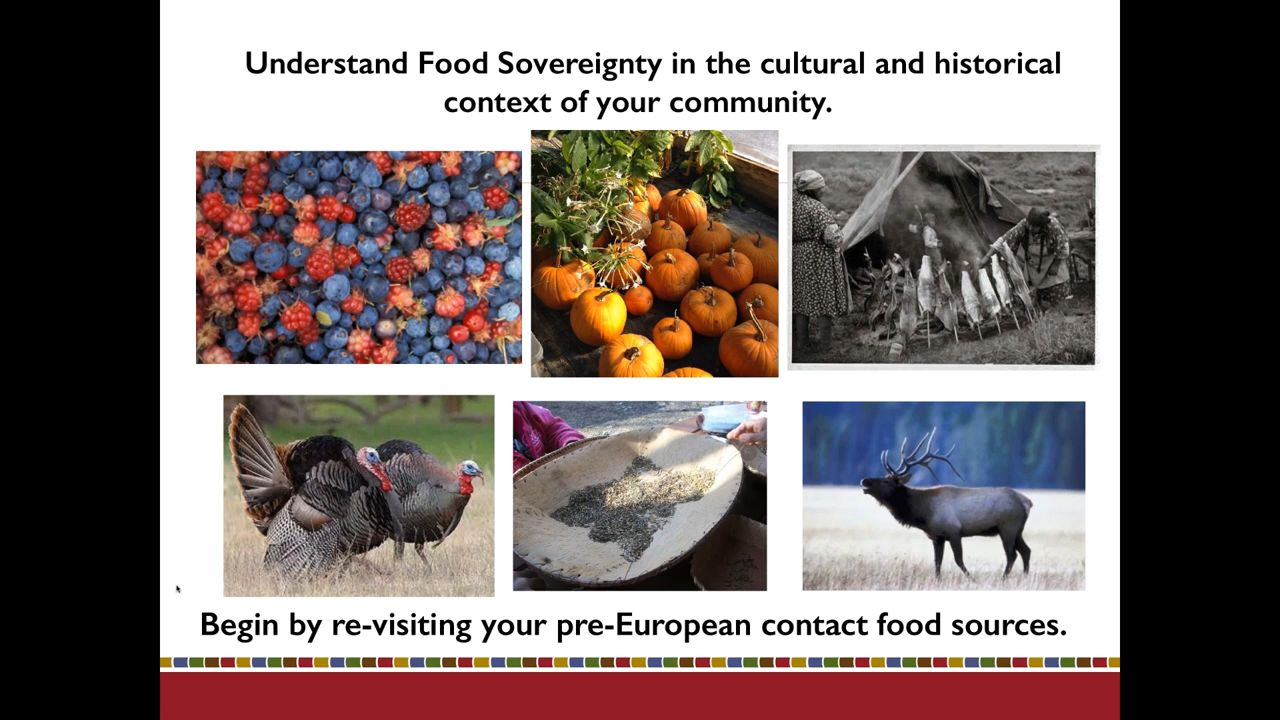 Understand Food Sovereignty in the cultural and historical
context of your community.
Begin by re-visiting your pre-European contact food sources.